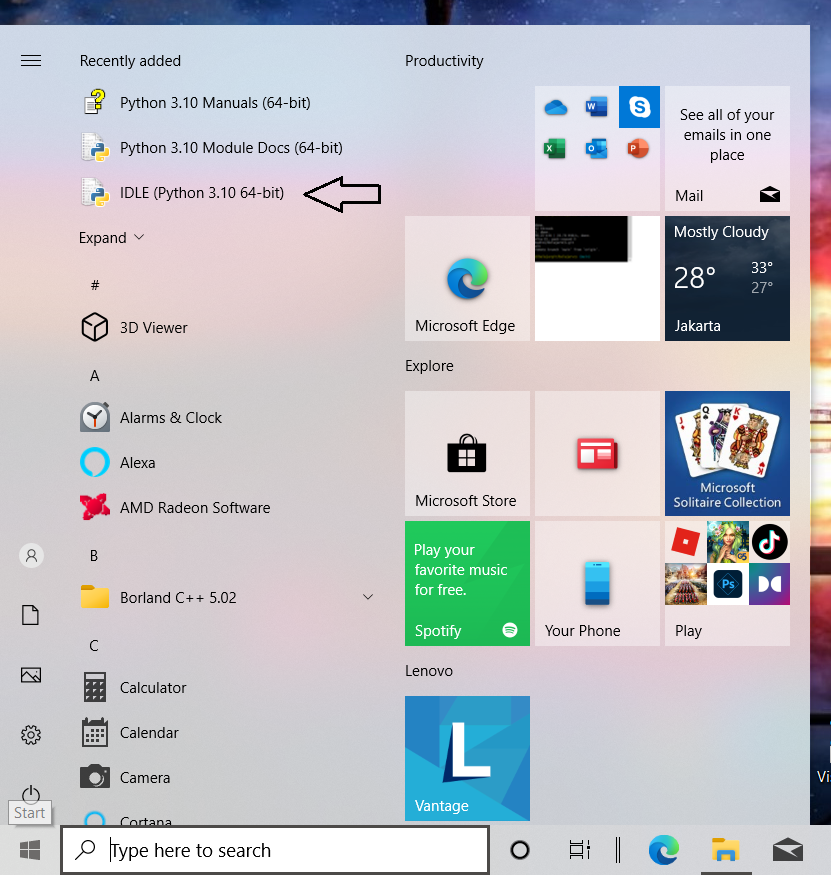 Recently added
Python 3.10 Manuals (64-bit)
Python 3.10 Module Docs (64-bit)
IDLE (Python 3.10 64-bit)
Expand
#
3D Viewer
A
Alarms & Clock
Alexa
AMD Radeon Software
B
Borland C++ 5.02
C
Calculator
Calendar
Camera
Cortana
Start
Type here to search
Productivity
See all of your
emails in one
place
Mail
Microsoft Edge
Mostly Cloudy
28°
33°
27°
Jakarta
Explore
Microsoft Store
Microsoft
Solitaire Collection
Play your
favorite music
for free.
Spotify
Your Phone
Ps
Play
Lenovo
L
Vantage
Vi